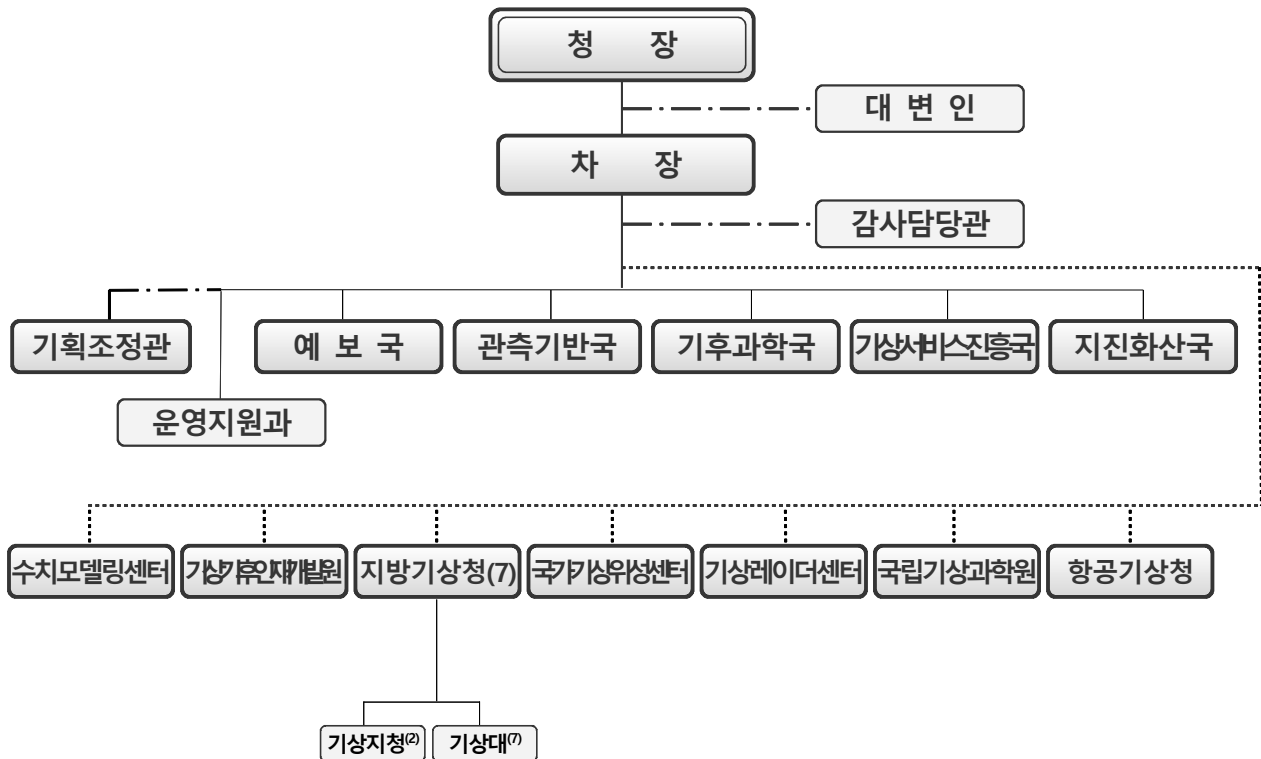 청 장
대 변 인
차 장
감사담당관
기획조정관
예 보 국
관측기반국
기후과학국
기상서비스진흥국
지진화산국
운영지원과
수치모델링센터
기상기후인재개발원
지방기상청(7)
국가기상위성센터
기상레이더센터
국립기상과학원
항공기상청
기상지청(2)
기상대(7)